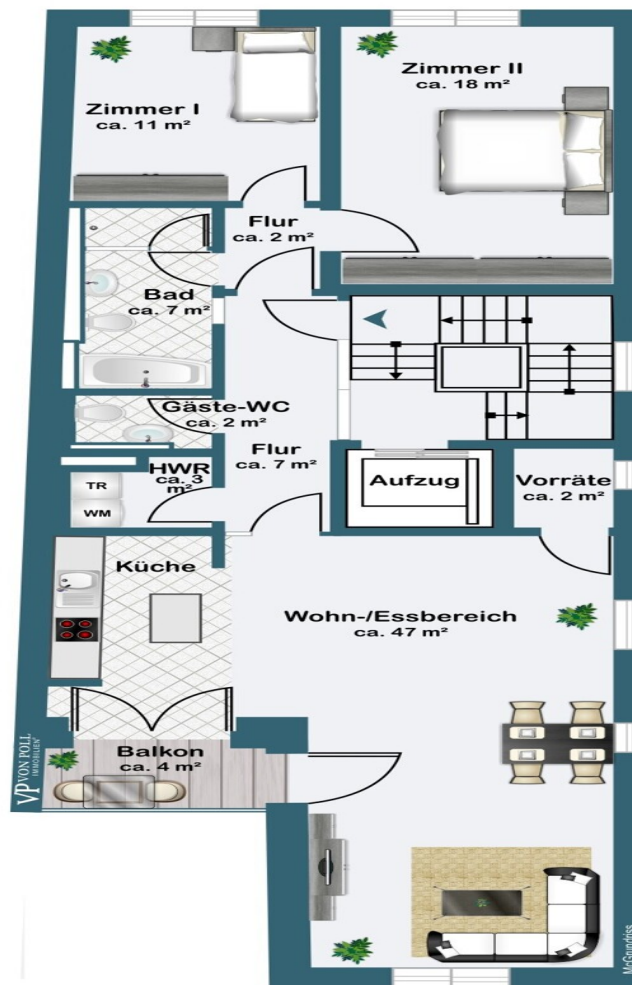 Zimmer I
ca. 11 m²
Zimmer II
ca. 18 m²
Flur
ca. 2 m²
Bad
ca. 7 m²
Gäste-WC
ca. 2 m²
Flur
ca. 7 m²
HWR
ca. 3
m²
TR
WM
Aufzug
Vorräte
ca. 2 m²
Küche
Wohn-/Essbereich
ca. 47 m²
Balkon
ca. 4 m²
VP VON POLL
IMMOBILIEN
McGrundriss